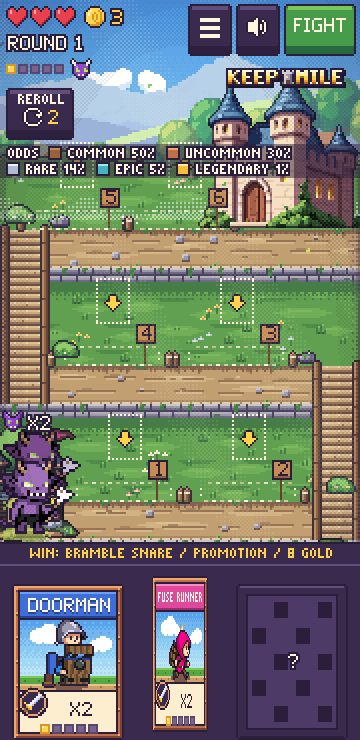 3
ROUND 1
FIGHT
KEEP MILE
REROLL
2
ODDS COMMON 50% UNCOMMON 30%
RARE 14% EPIC 5% LEGENDARY 1%
5
6
4
3
X2
1
2
WIN: BRAMBLE SNARE / PROMOTION / 8 GOLD
DOORMAN
FUSE RUNNER
?
X2
X2